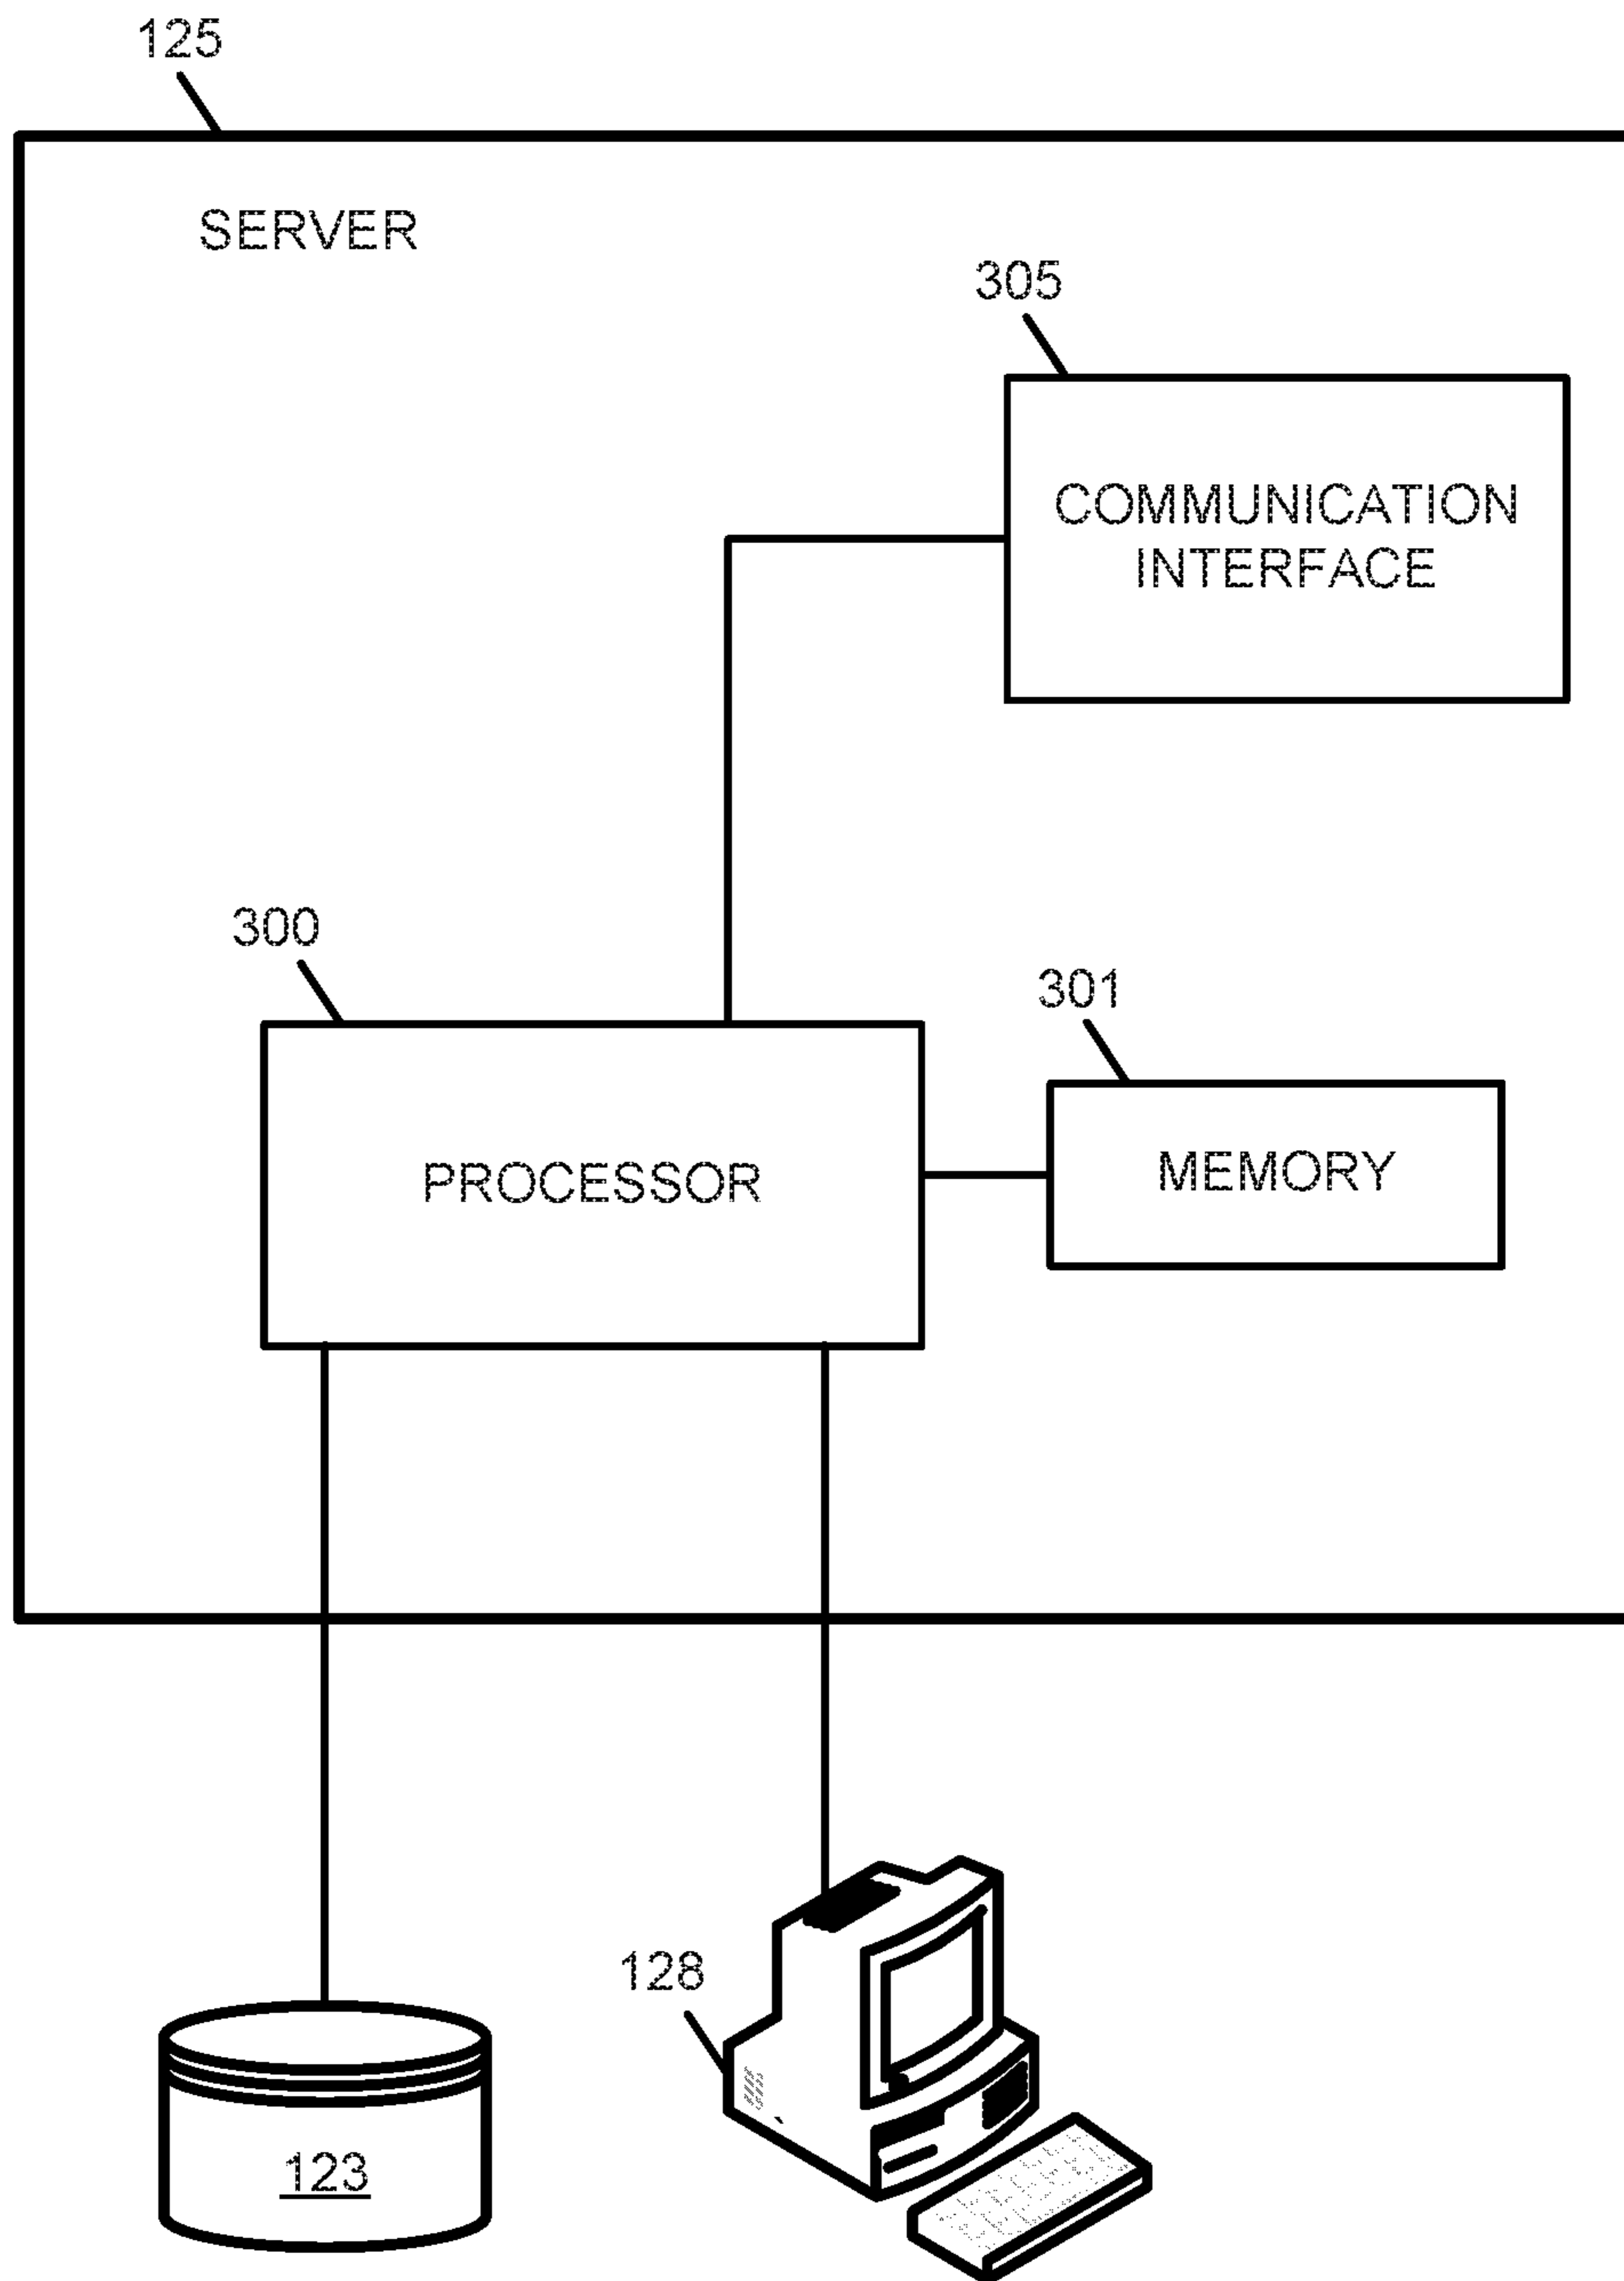 125
SERVER
305
COMMUNICATION
INTERFACE
300
301
PROCESSOR
MEMORY
128
123